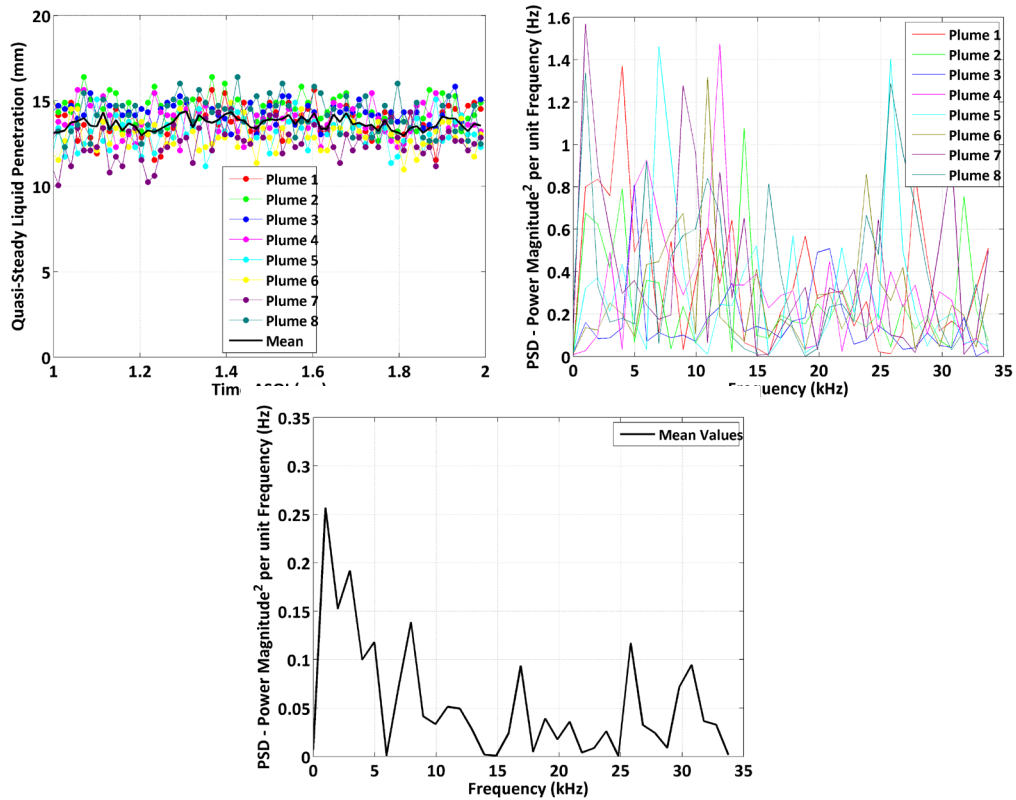 Quasi-Steady Liquid Penetration (mm)
20
15
10
5
0
1
1.2
1.4
1.6
1.8
2
Plume 1
Plume 2
Plume 3
Plume 4
Plume 5
Plume 6
Plume 7
Plume 8
Mean
PSD - Power Magnitude² per unit Frequency (Hz)
1.6
1.4
1.2
1
0.8
0.6
0.4
0.2
0
0
5
10
15
20
25
30
35
Frequency (kHz)
Plume 1
Plume 2
Plume 3
Plume 4
Plume 5
Plume 6
Plume 7
Plume 8
PSD - Power Magnitude² per unit Frequency (Hz)
0.35
0.3
0.25
0.2
0.15
0.1
0.05
0
0
5
10
15
20
25
30
35
Frequency (kHz)
Mean Values